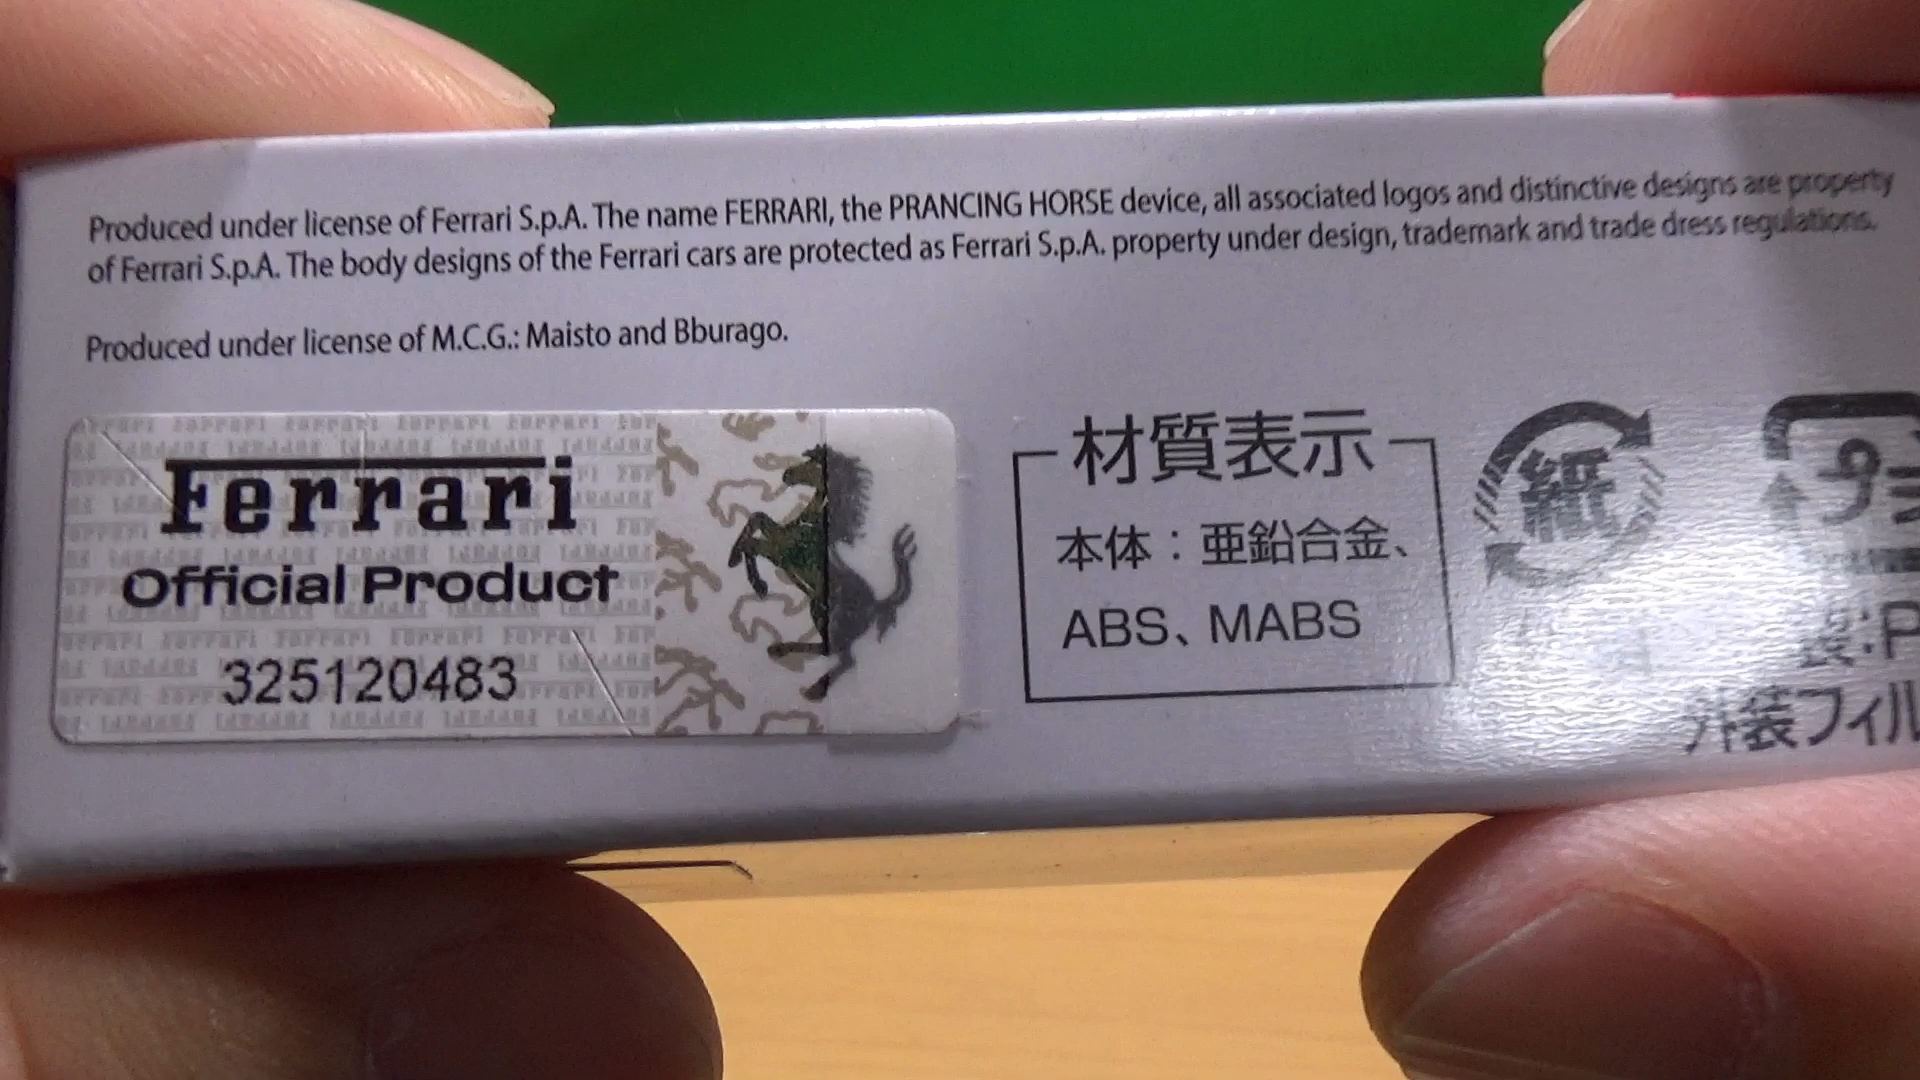 Produced under license of Ferrari S.p.A. The name FERRARI, the PRANCING HORSE device, all associated logos and distinctive designs are property
of Ferrari S.p.A. The body designs of the Ferrari cars are protected as Ferrari S.p.A. property under design, trademark and trade dress regulations.
Produced under license of M.C.G.: Maisto and Bburago.
Ferrari
Official Product
325120483
材質表示
本体：亜鉛合金、
ABS、MABS
紙
外装フィル